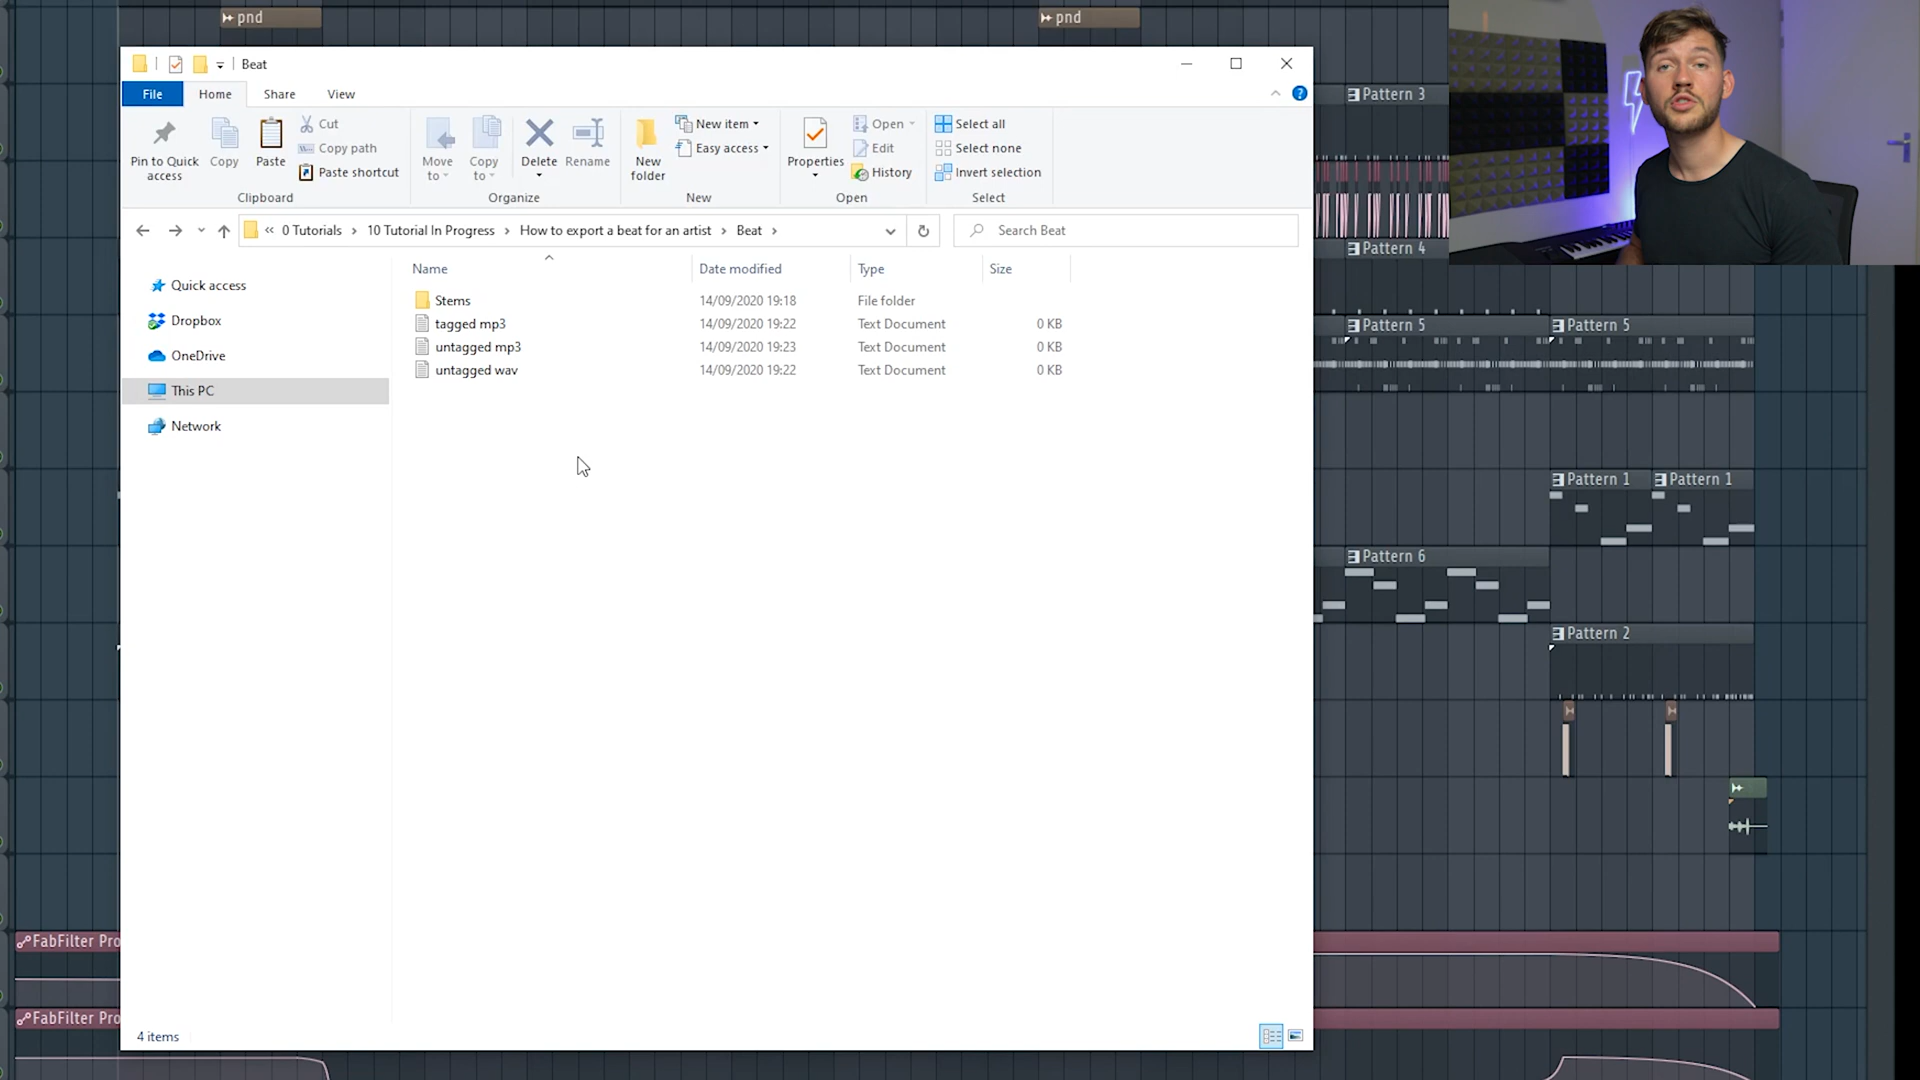 pnd
pnd
Beat
File
Home
Share
View
Pin to Quick access
Copy
Paste
Cut
Copy path
Paste shortcut
Clipboard
Move to
Copy to
Delete
Rename
Organize
New folder
New item
Easy access
New
Properties
Open
Edit
History
Open
Select all
Select none
Invert selection
Select
« 0 Tutorials › 10 Tutorial In Progress › How to export a beat for an artist › Beat ›
Search Beat
Quick access
Dropbox
OneDrive
This PC
Network
Name Date modified Type Size
Stems 14/09/2020 19:18 File folder
tagged mp3 14/09/2020 19:22 Text Document 0 KB
untagged mp3 14/09/2020 19:23 Text Document 0 KB
untagged wav 14/09/2020 19:22 Text Document 0 KB
4 items
Pattern 3
Pattern 4
Pattern 5
Pattern 5
Pattern 1
Pattern 1
Pattern 6
Pattern 2
FabFilter Pro
FabFilter Pro